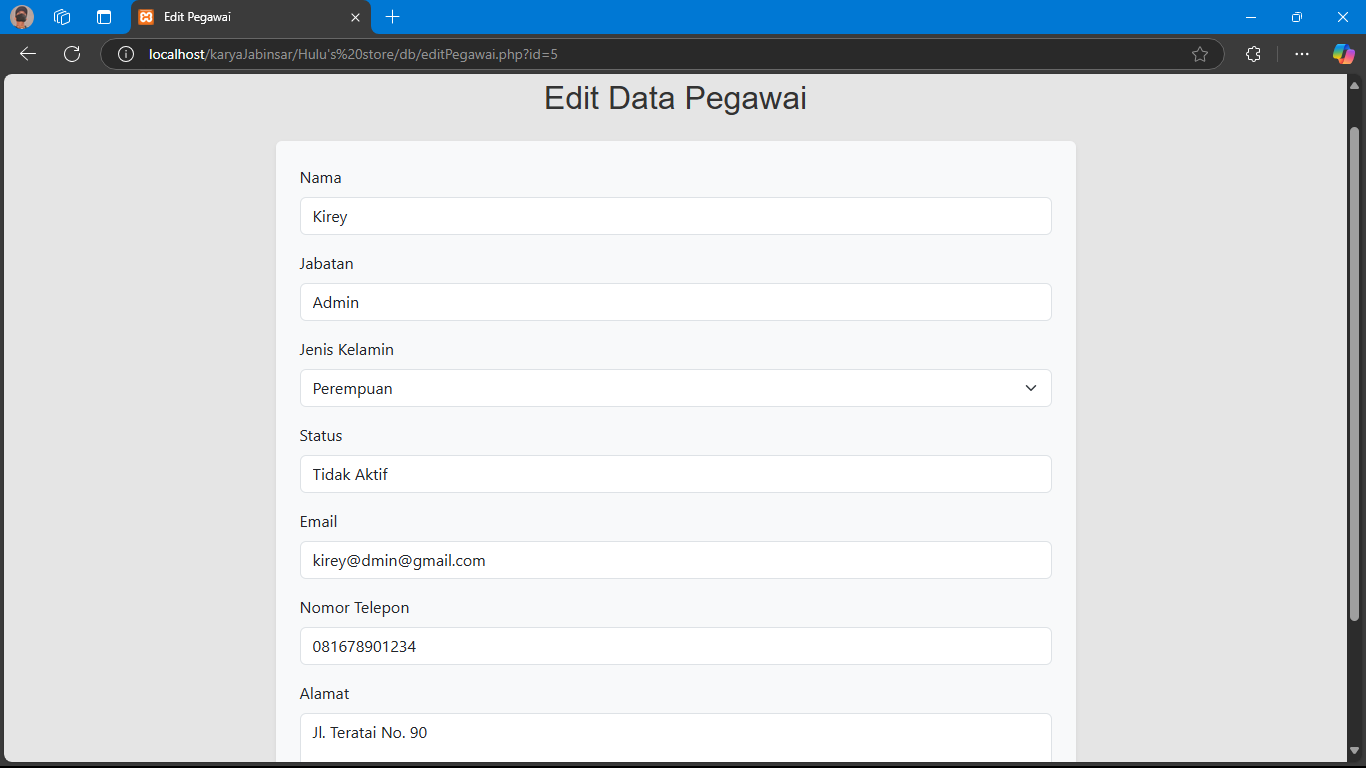 Edit Pegawai
localhost/karyaJabinsar/Hulu's%20store/db/editPegawai.php?id=5
Edit Data Pegawai
Nama
Kirey
Jabatan
Admin
Jenis Kelamin
Perempuan
Status
Tidak Aktif
Email
kirey@dmin@gmail.com
Nomor Telepon
081678901234
Alamat
Jl. Teratai No. 90